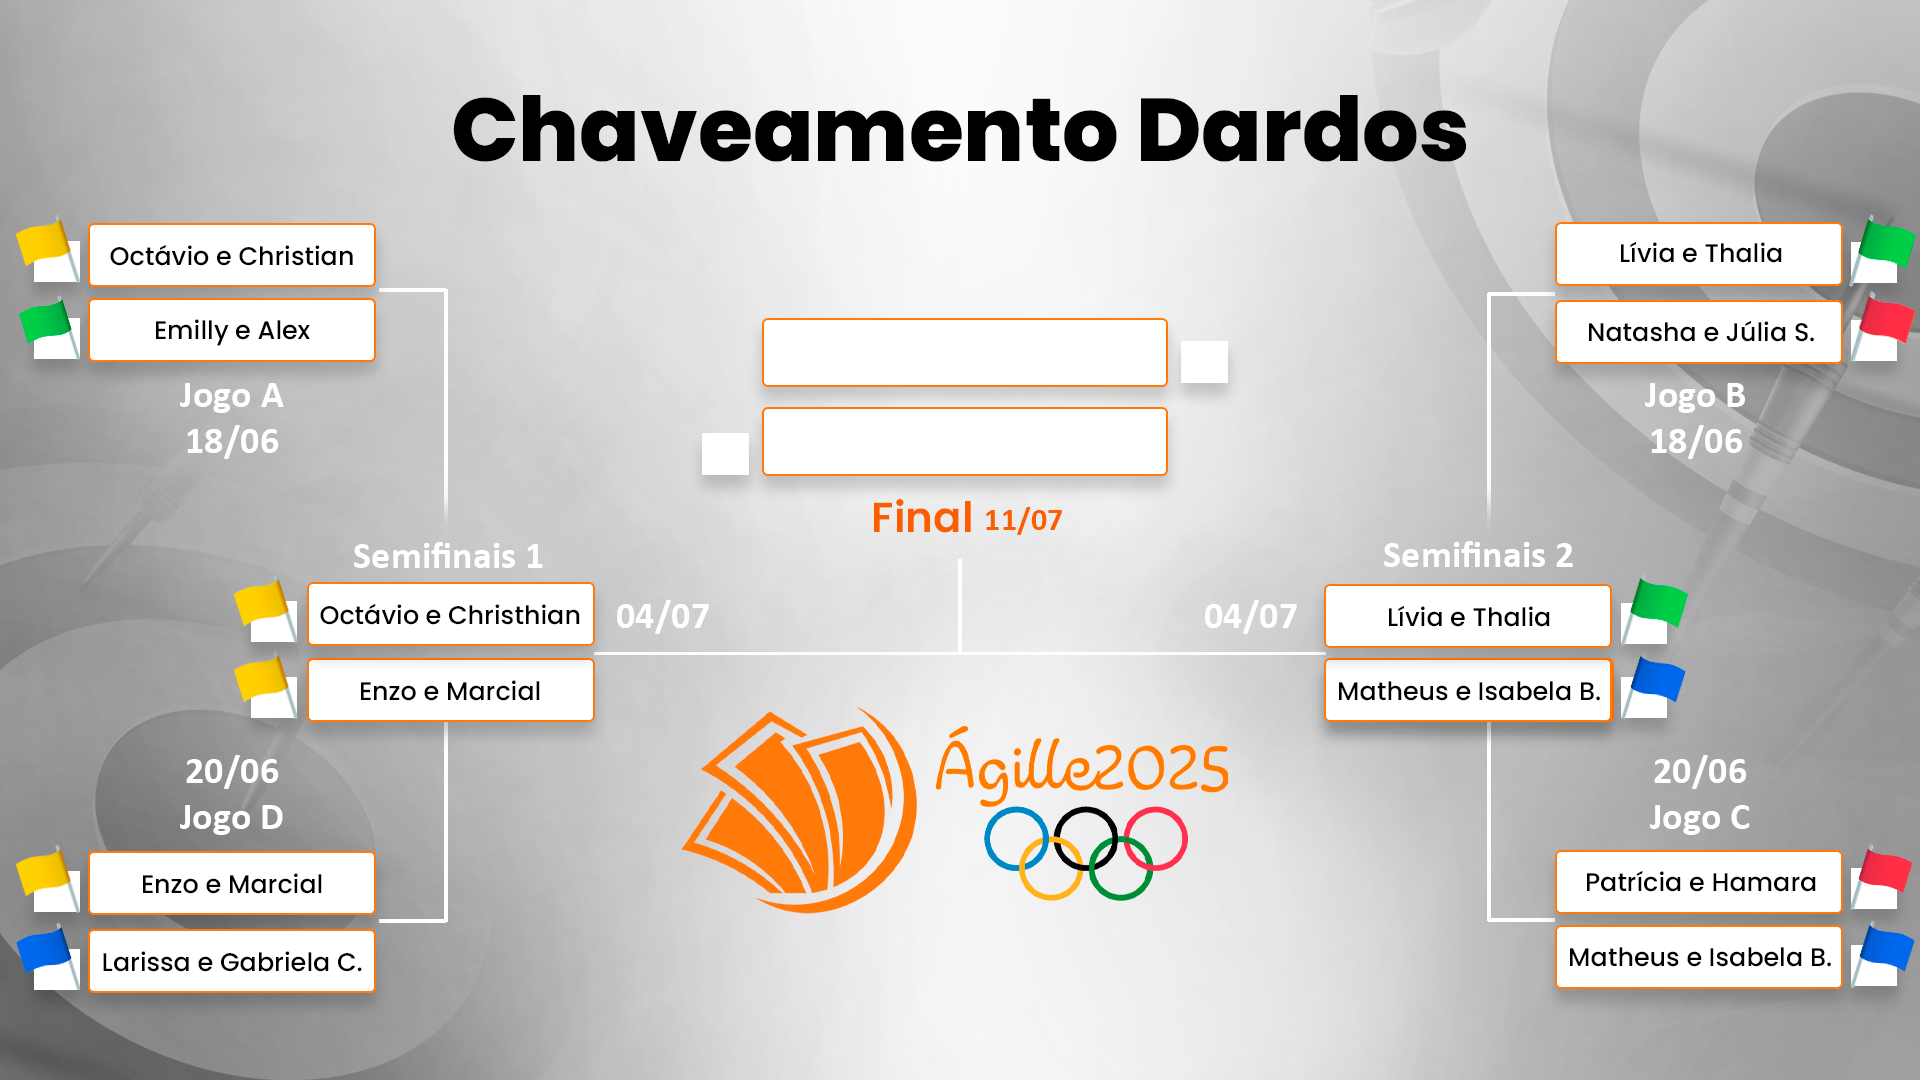 Chaveamento Dardos
Octávio e Christian
Emilly e Alex
Jogo A
18/06
Lívia e Thalia
Natasha e Júlia S.
Jogo B
18/06
Final 11/07
Semifinais 1
Octávio e Christhian
04/07
Enzo e Marcial
Semifinais 2
04/07
Lívia e Thalia
Matheus e Isabela B.
20/06
Jogo D
Enzo e Marcial
Larissa e Gabriela C.
Ágille2025
20/06
Jogo C
Patrícia e Hamara
Matheus e Isabela B.